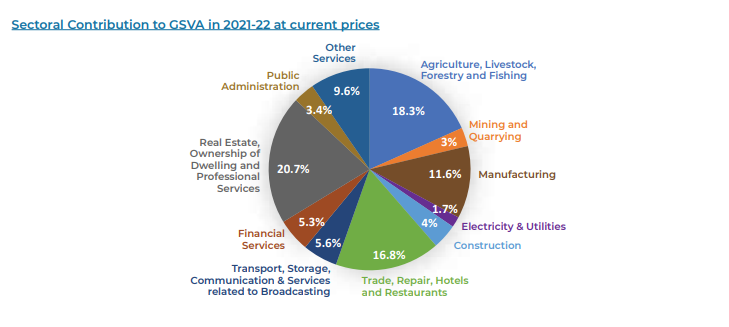 Sectoral Contribution to GSVA in 2021-22 at current prices
Other
Services
9.6%
Agriculture, Livestock,
Forestry and Fishing
18.3%
Mining and
Quarrying
3%
Manufacturing
11.6%
Electricity & Utilities
1.7%
Construction
4%
Trade, Repair, Hotels
and Restaurants
16.8%
Transport, Storage,
Communication & Services
related to Broadcasting
5.6%
Financial
Services
5.3%
Real Estate,
Ownership of
Dwelling and
Professional
Services
20.7%
Public
Administration
3.4%